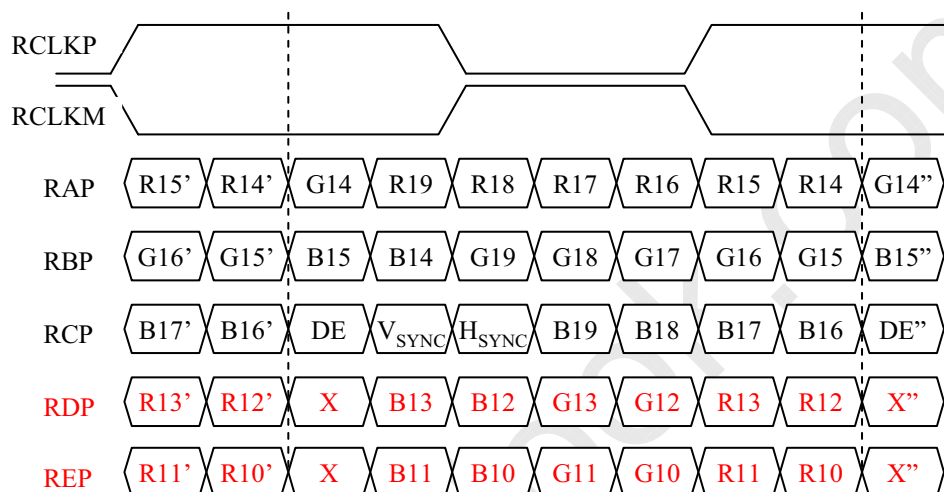 RCLKP
RCLKM
RAP R15’ R14’ G14 R19 R18 R17 R16 R15 R14 G14”
RBP G16’ G15’ B15 B14 G19 G18 G17 G16 G15 B15”
RCP B17’ B16’ DE VSYNC HSYNC B19 B18 B17 B16 DE”
RDP R13’ R12’ X B13 B12 G13 G12 R13 R12 X”
REP R11’ R10’ X B11 B10 G11 G10 R11 R10 X”